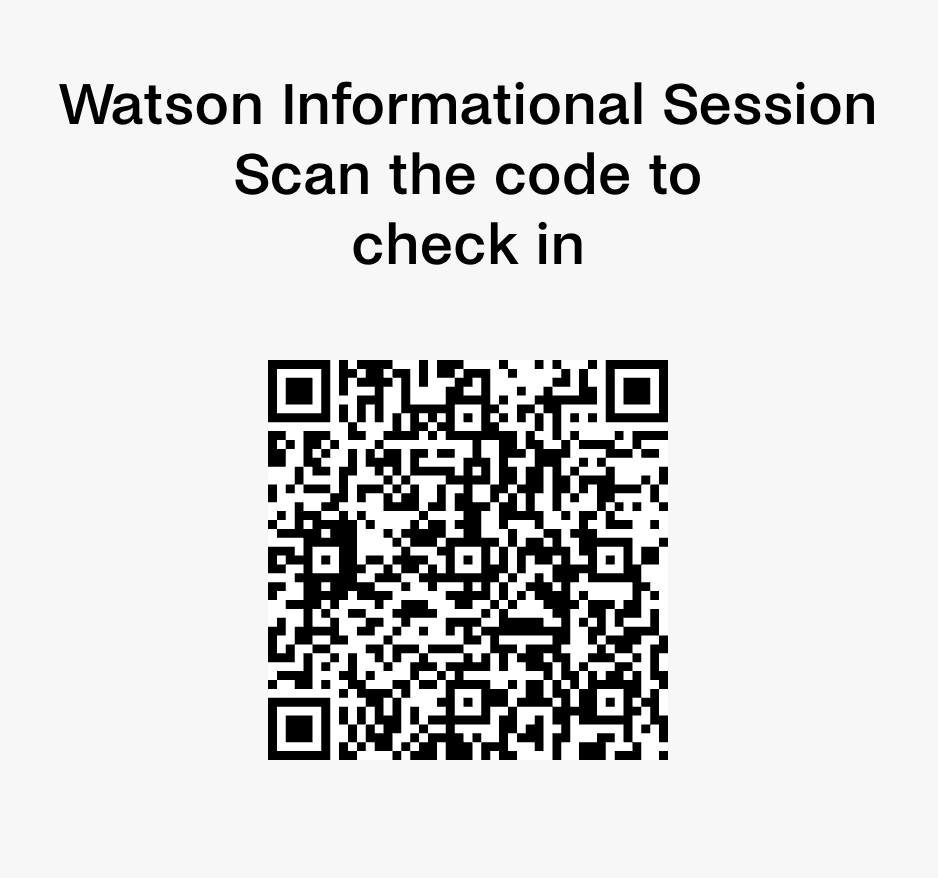 Watson Informational Session
Scan the code to
check in